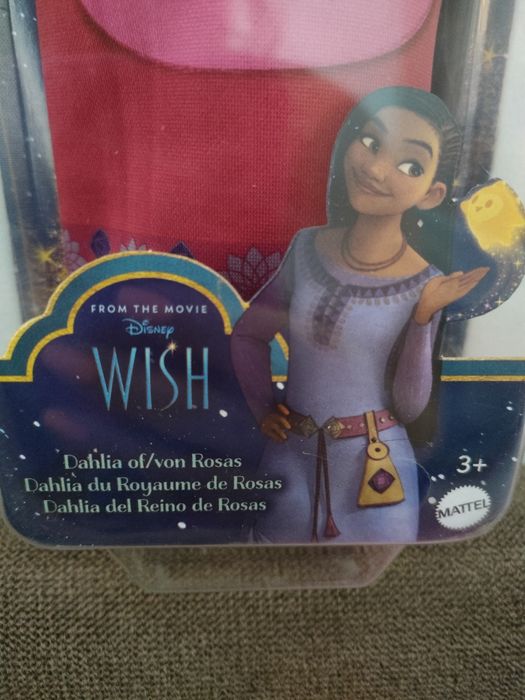 FROM THE MOVIE
Disney
WISH
Dahlia of/von Rosas
Dahlia du Royaume de Rosas
Dahlia del Reino de Rosas
3+
MATTEL